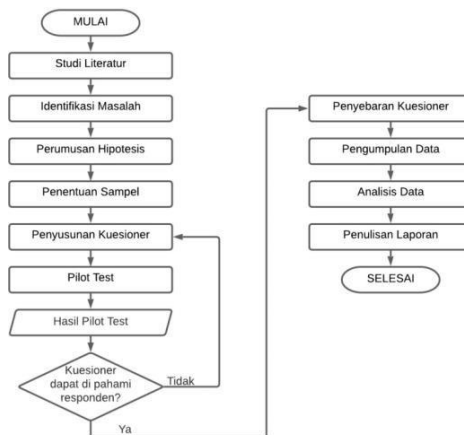 MULAI
Studi Literatur
Identifikasi Masalah
Perumusan Hipotesis
Penentuan Sampel
Penyusunan Kuesioner
Pilot Test
Hasil Pilot Test
Kuesioner
dapat di pahami
responden?
Tidak
Ya
Penyebaran Kuesioner
Pengumpulan Data
Analisis Data
Penulisan Laporan
SELESAI